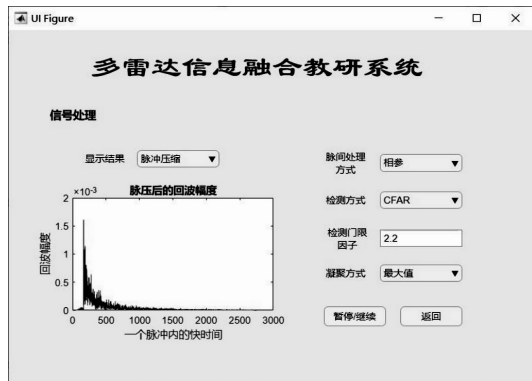 UI Figure
多雷达信息融合教研系统
信号处理
显示结果
脉冲压缩
脉压后的回波幅度
×10⁻³
2
1.5
1
0.5
0
回波幅度
0 500 1000 1500 2000 2500 3000
一个脉冲内的快时间
脉间处理
方式
相参
检测方式
CFAR
检测门限
因子
2.2
凝聚方式
最大值
暂停/继续
返回